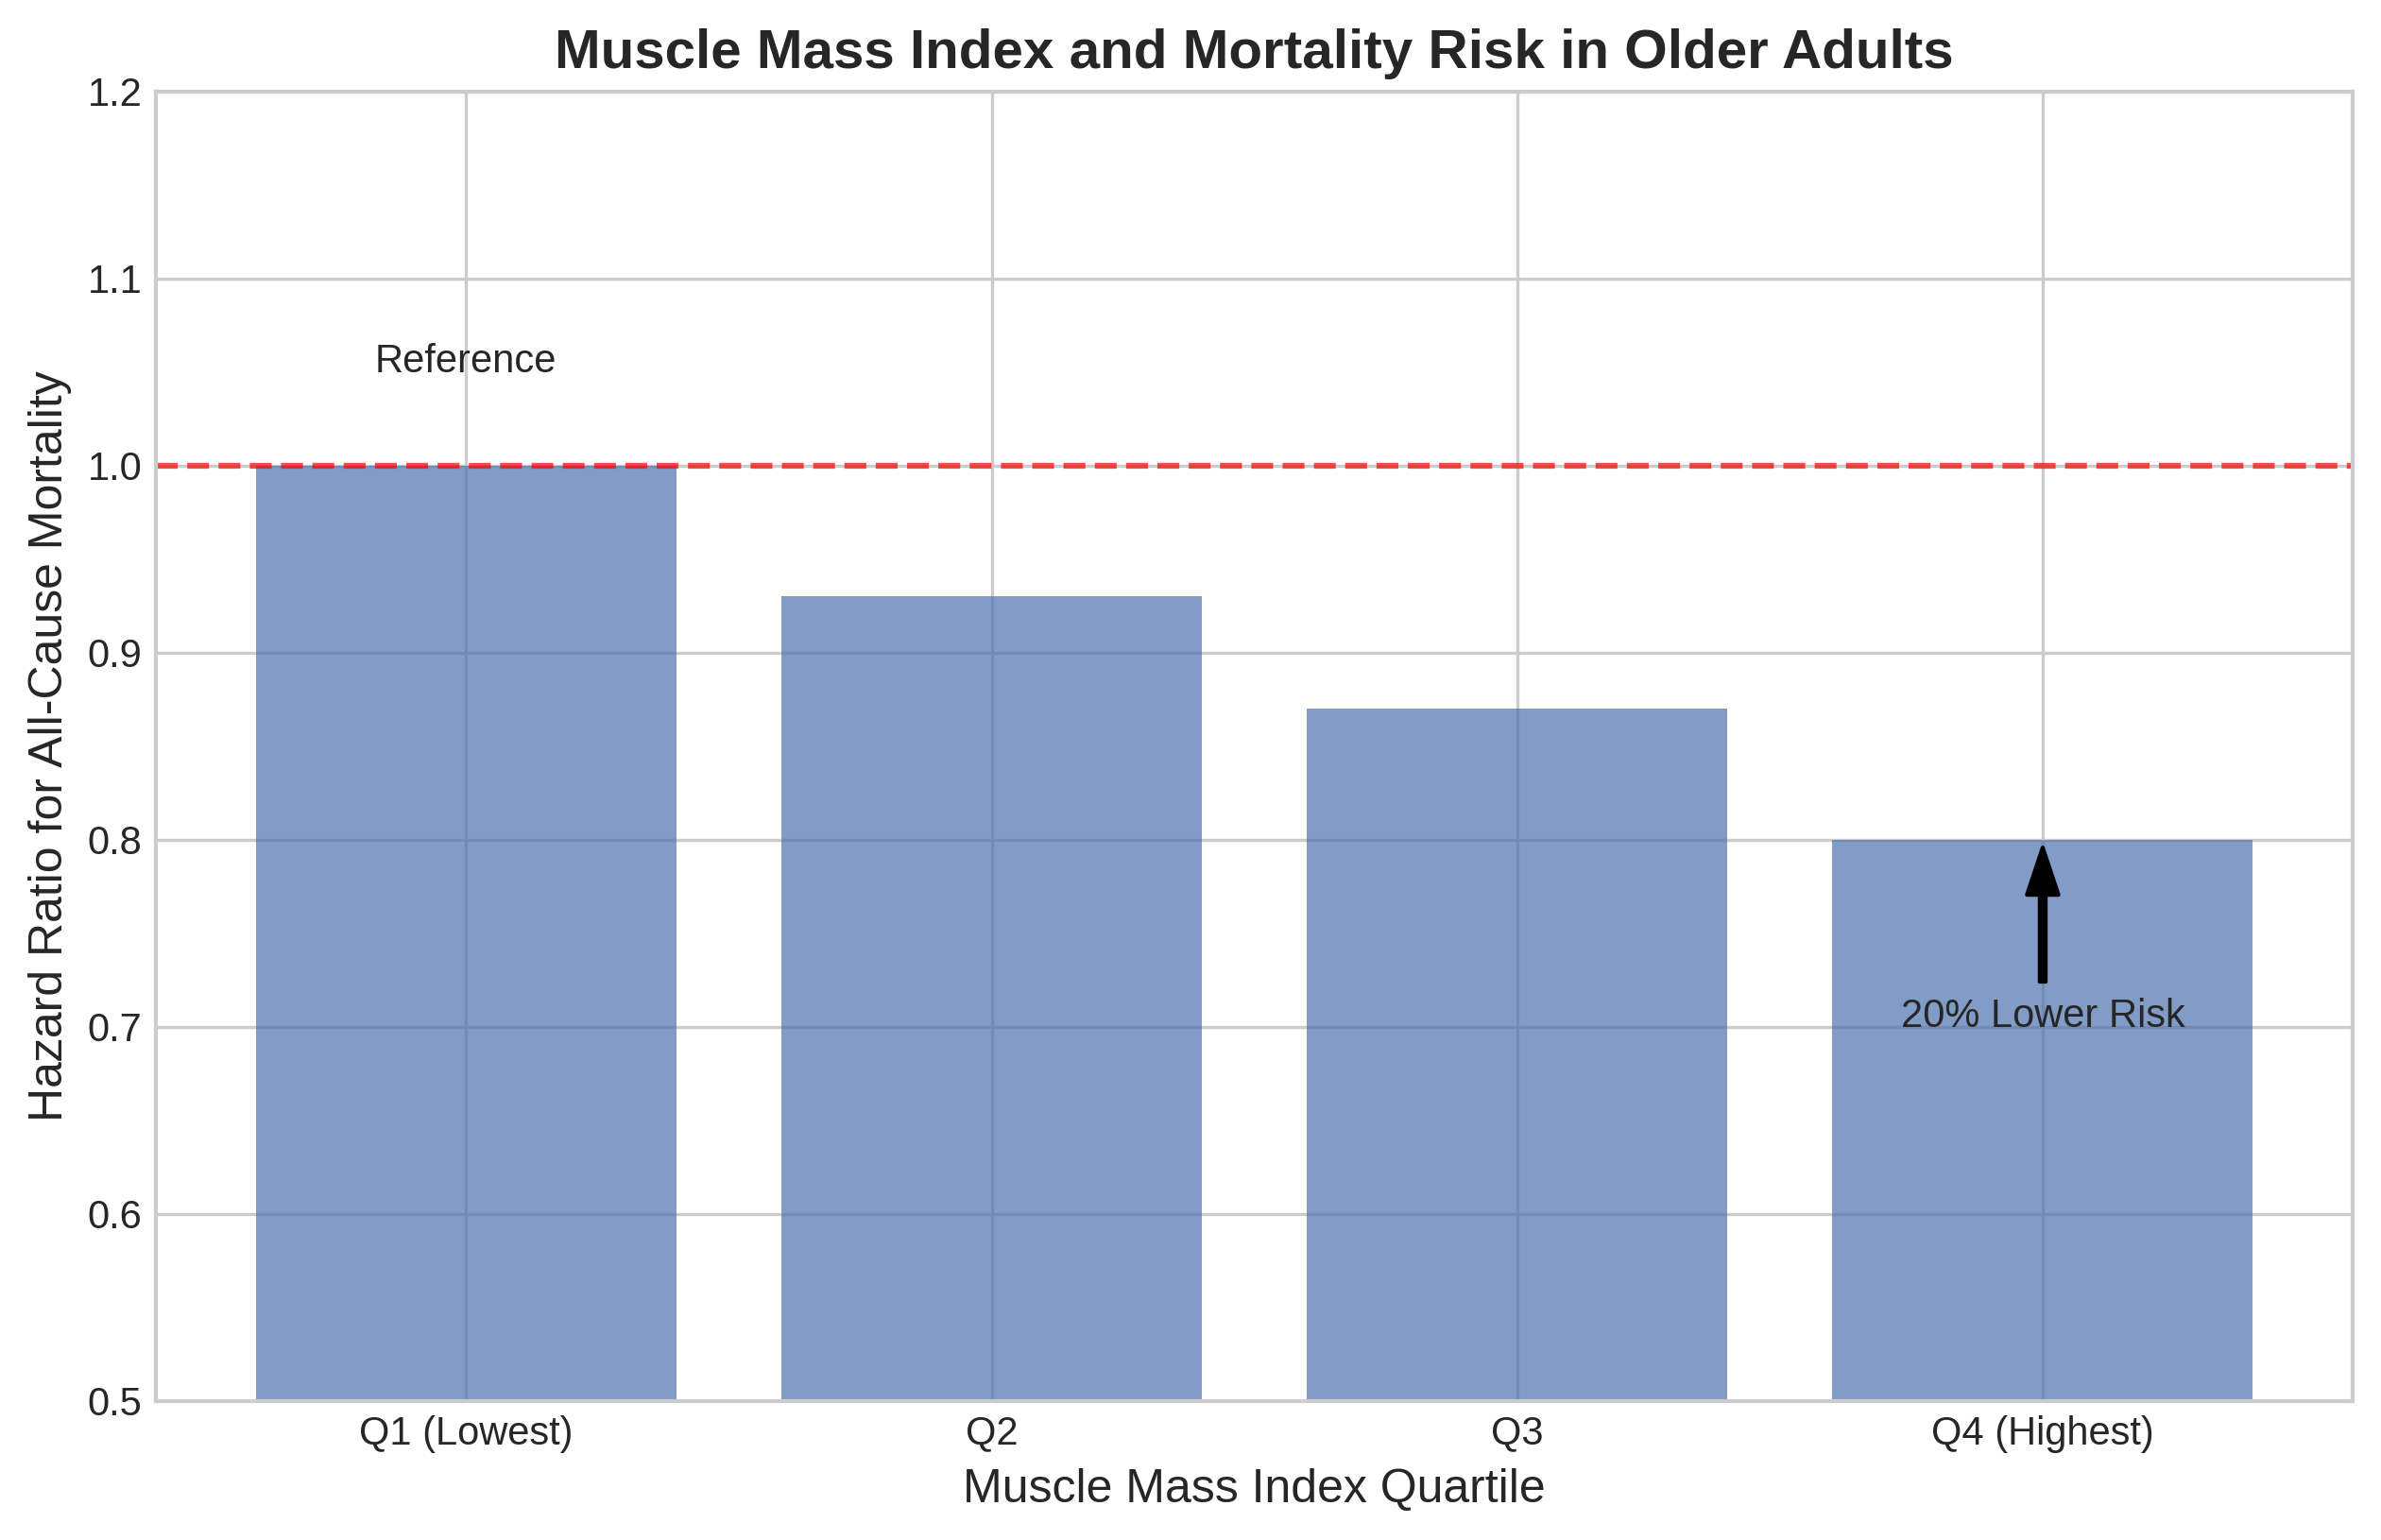 Muscle Mass Index and Mortality Risk in Older Adults
Hazard Ratio for All-Cause Mortality
1.2
1.1
1.0
0.9
0.8
0.7
0.6
0.5
Reference
20% Lower Risk
Q1 (Lowest)
Q2
Q3
Q4 (Highest)
Muscle Mass Index Quartile